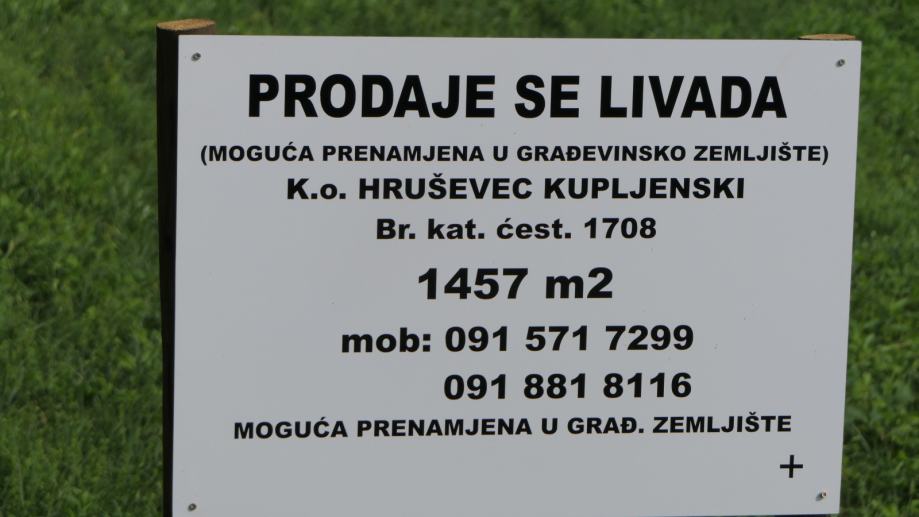 PRODAJE SE LIVADA
(MOGUĆA PRENAMJENA U GRAĐEVINSKO ZEMLJIŠTE)
K.o. HRUŠEVEC KUPLJENSKI
Br. kat. ćest. 1708
1457 m2
mob: 091 571 7299
091 881 8116
MOGUĆA PRENAMJENA U GRAĐ. ZEMLJIŠTE
+